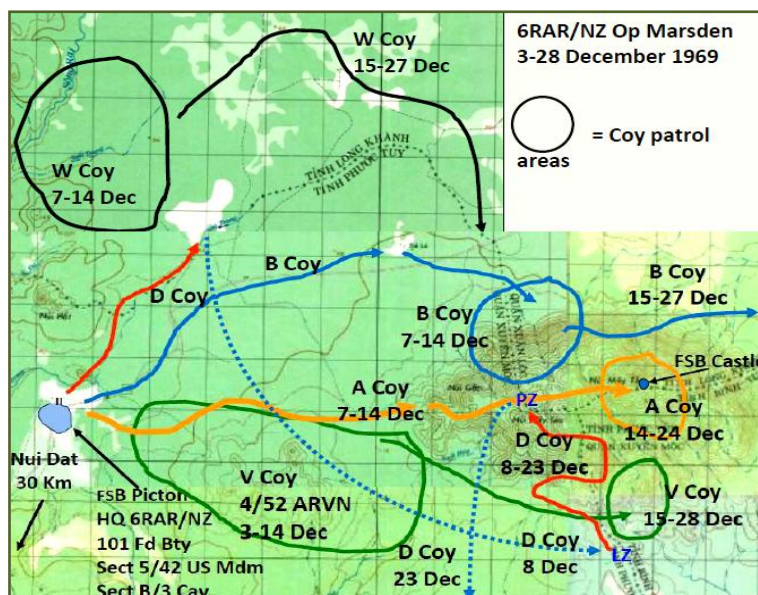 W Coy
15-27 Dec
6RAR/NZ Op Marsden
3-28 December 1969
= Coy patrol
areas
W Coy
7-14 Dec
TỈNH LONG KHÁNH
TỈNH PHƯỚC TUY
D Coy
B Coy
B Coy
7-14 Dec
B Coy
15-27 Dec
FSB Castle
A Coy
7-14 Dec
PZ
A Coy
14-24 Dec
D Coy
8-23 Dec
QUẬN XUYÊN MỘC
Nui Dat
30 Km
FSB Picton
HQ 6RAR/NZ
101 Fd Bty
Sect 5/42 US Mdm
Sect B/3 Cav
V Coy
4/52 ARVN
3-14 Dec
V Coy
15-28 Dec
D Coy
23 Dec
D Coy
8 Dec
LZ